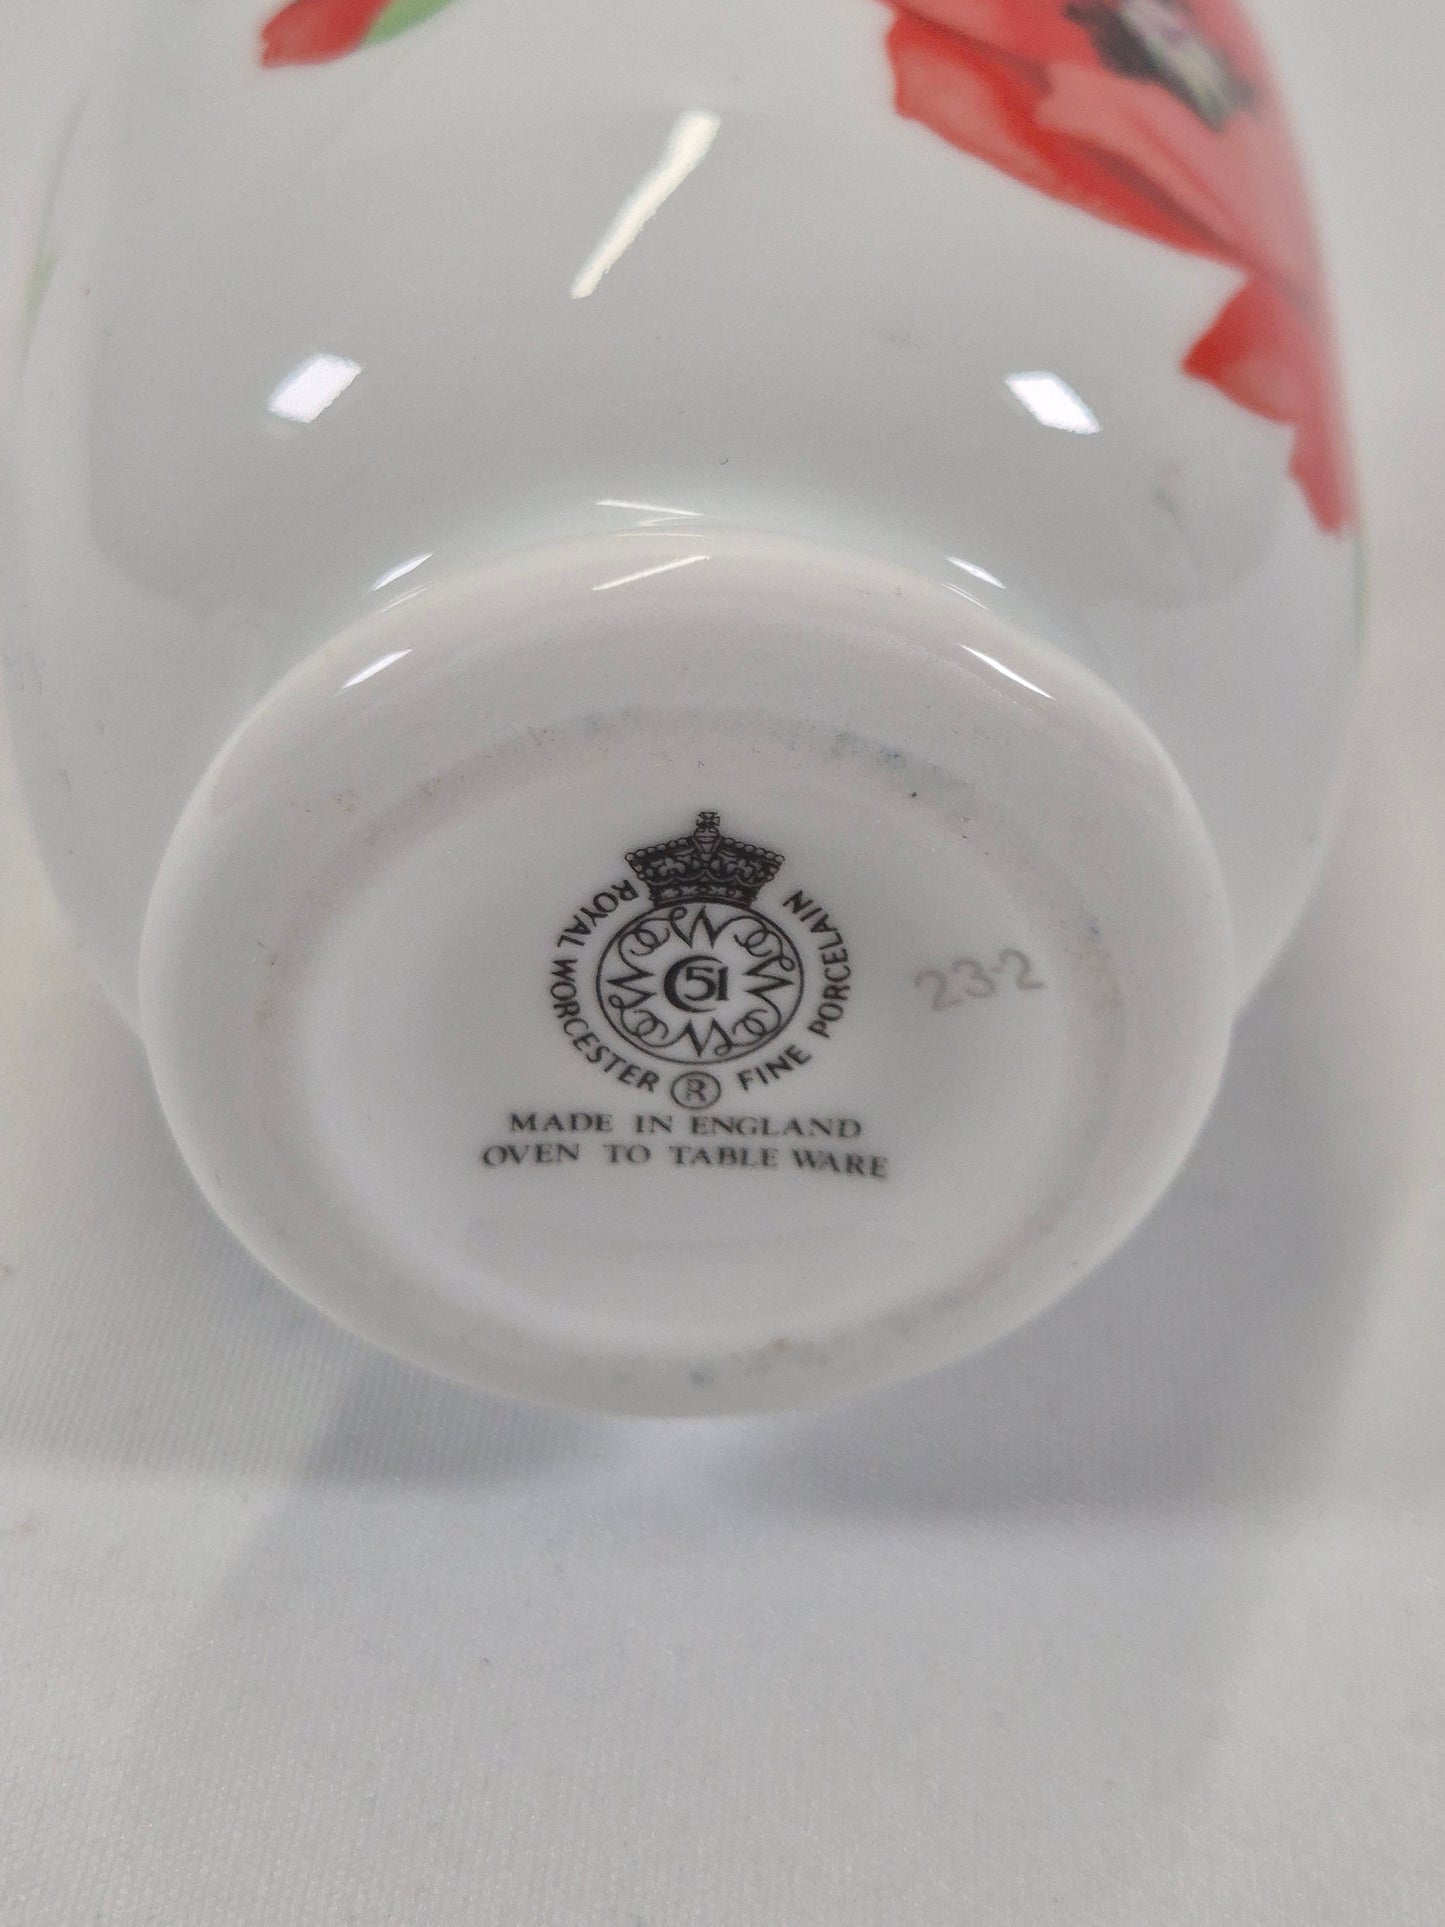 ROYAL WORCESTER ® FINE PORCELAIN
C 51
23-2
MADE IN ENGLAND
OVEN TO TABLE WARE